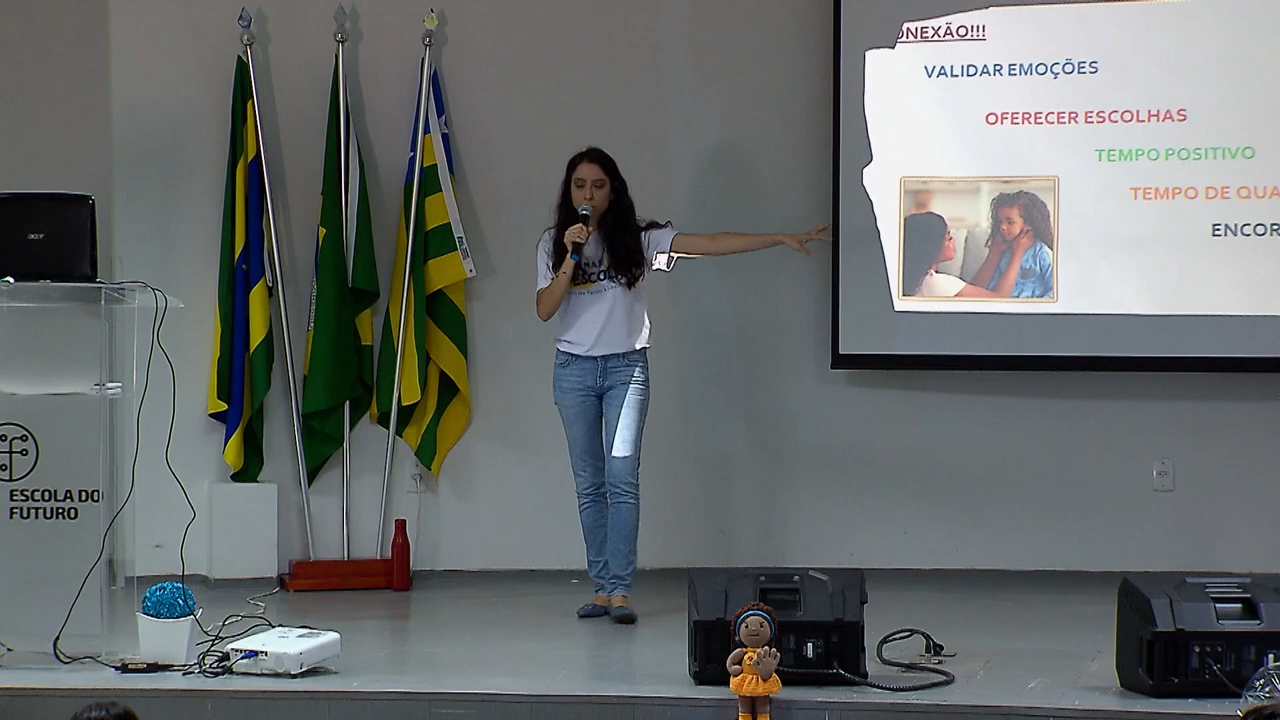 ONEXÃO!!!
VALIDAR EMOÇÕES
OFERECER ESCOLHAS
TEMPO POSITIVO
TEMPO DE QUA
ENCOR
acer
ESCOLA DO
FUTURO